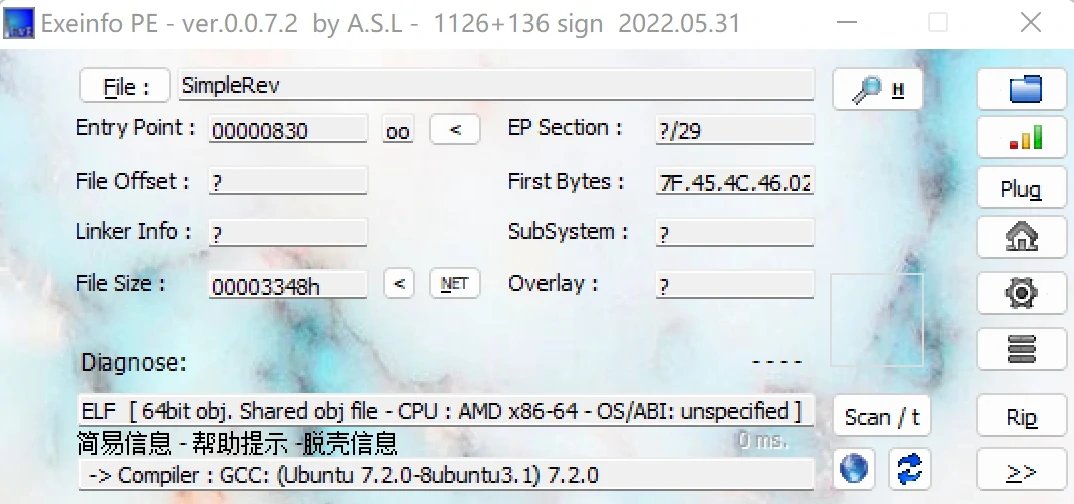 Exeinfo PE - ver.0.0.7.2 by A.S.L - 1126+136 sign 2022.05.31
File : SimpleRev H
Entry Point : 00000830 oo < EP Section : ?/29
File Offset : ? First Bytes : 7F.45.4C.46.02 Plug
Linker Info : ? SubSystem : ?
File Size : 00003348h < NET Overlay : ?
Diagnose: ----
ELF [ 64bit obj. Shared obj file - CPU : AMD x86-64 - OS/ABI: unspecified ] Scan / t Rip
简易信息 - 帮助提示 -脱壳信息 0 ms.
-> Compiler : GCC: (Ubuntu 7.2.0-8ubuntu3.1) 7.2.0 >>